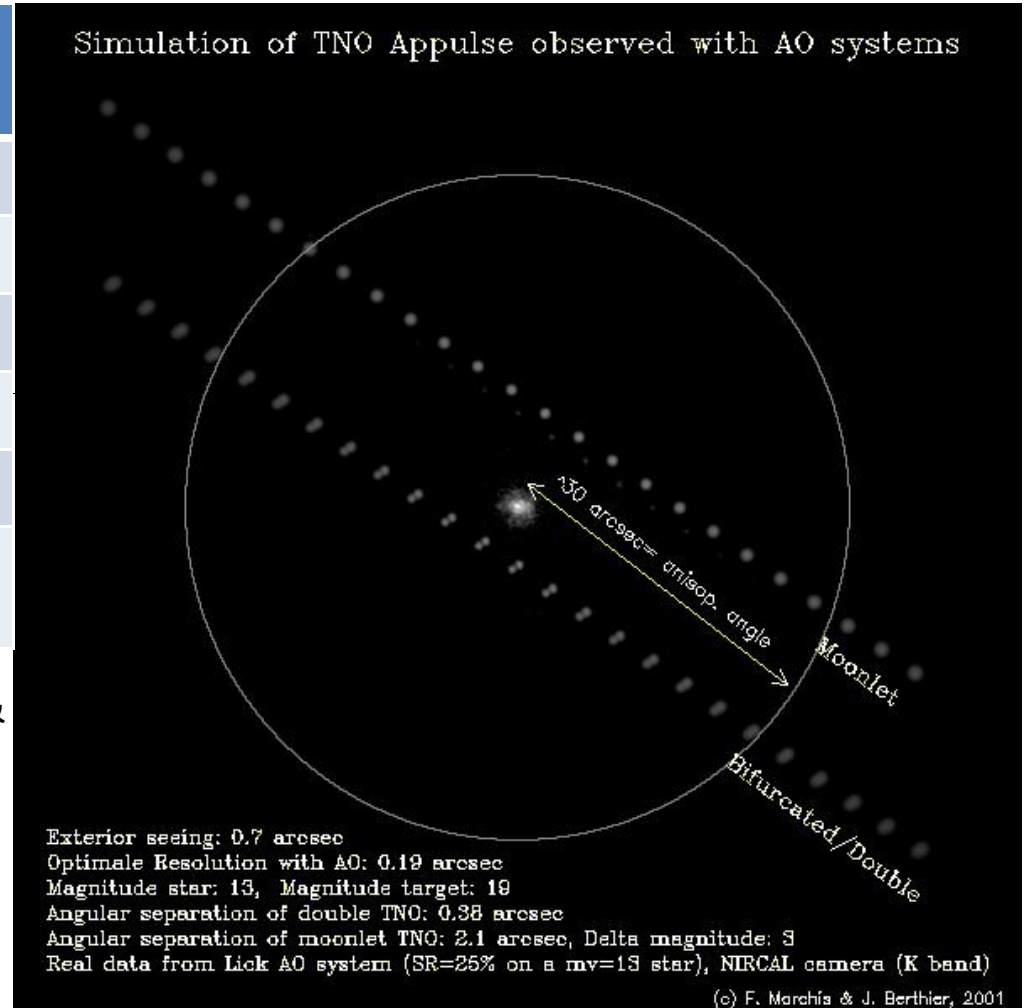 Simulation of TNO Appulse observed with AO systems
~30 arcsec= anisop. angle
Moonlet
Bifurcated/Double
Exterior seeing: 0.7 arcsec
Optimale Resolution with AO: 0.19 arcsec
Magnitude star: 13, Magnitude target: 19
Angular separation of double TNO: 0.38 arcsec
Angular separation of moonlet TNO: 2.1 arcsec, Delta magnitude: 3
Real data from Lick AO system (SR=25% on a mv=13 star), NIRCAL camera (K band)
(c) F. Marchis & J. Berthier, 2001